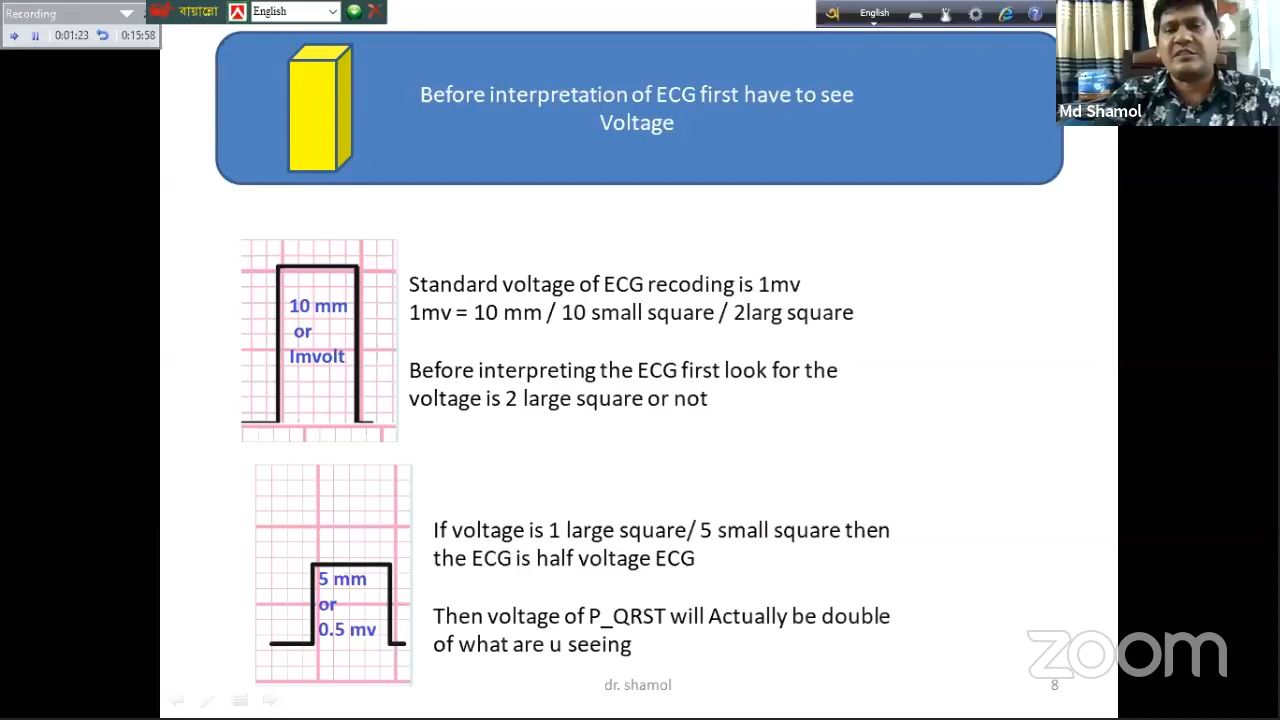 Recording
0:01:23
0:15:58
বায়ান্নো
English
অ
English
Md Shamol
Before interpretation of ECG first have to see
Voltage
10 mm
or
Imvolt
Standard voltage of ECG recoding is 1mv
1mv = 10 mm / 10 small square / 2larg square
Before interpreting the ECG first look for the
voltage is 2 large square or not
5 mm
or
0.5 mv
If voltage is 1 large square/ 5 small square then
the ECG is half voltage ECG
Then voltage of P_QRST will Actually be double
of what are u seeing
zoom
dr. shamol
8